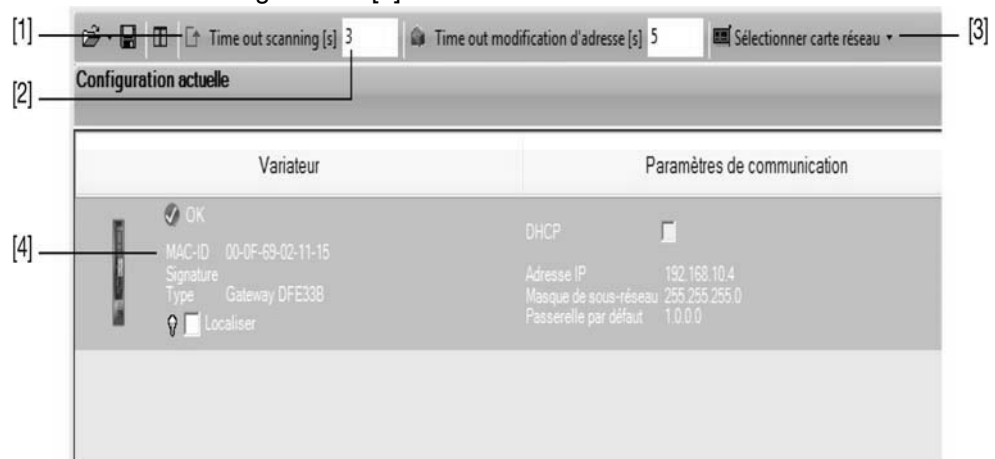 [1] Time out scanning [s] 3 Time out modification d'adresse [s] 5 Sélectionner carte réseau [3]
[2] Configuration actuelle
Variateur Paramètres de communication
OK
DHCP
[4] MAC-ID 00-0F-69-02-11-15
Signature Adresse IP 192.168.10.4
Type Gateway DFE33B Masque de sous-réseau 255.255.255.0
Localiser Passerelle par défaut 1.0.0.0